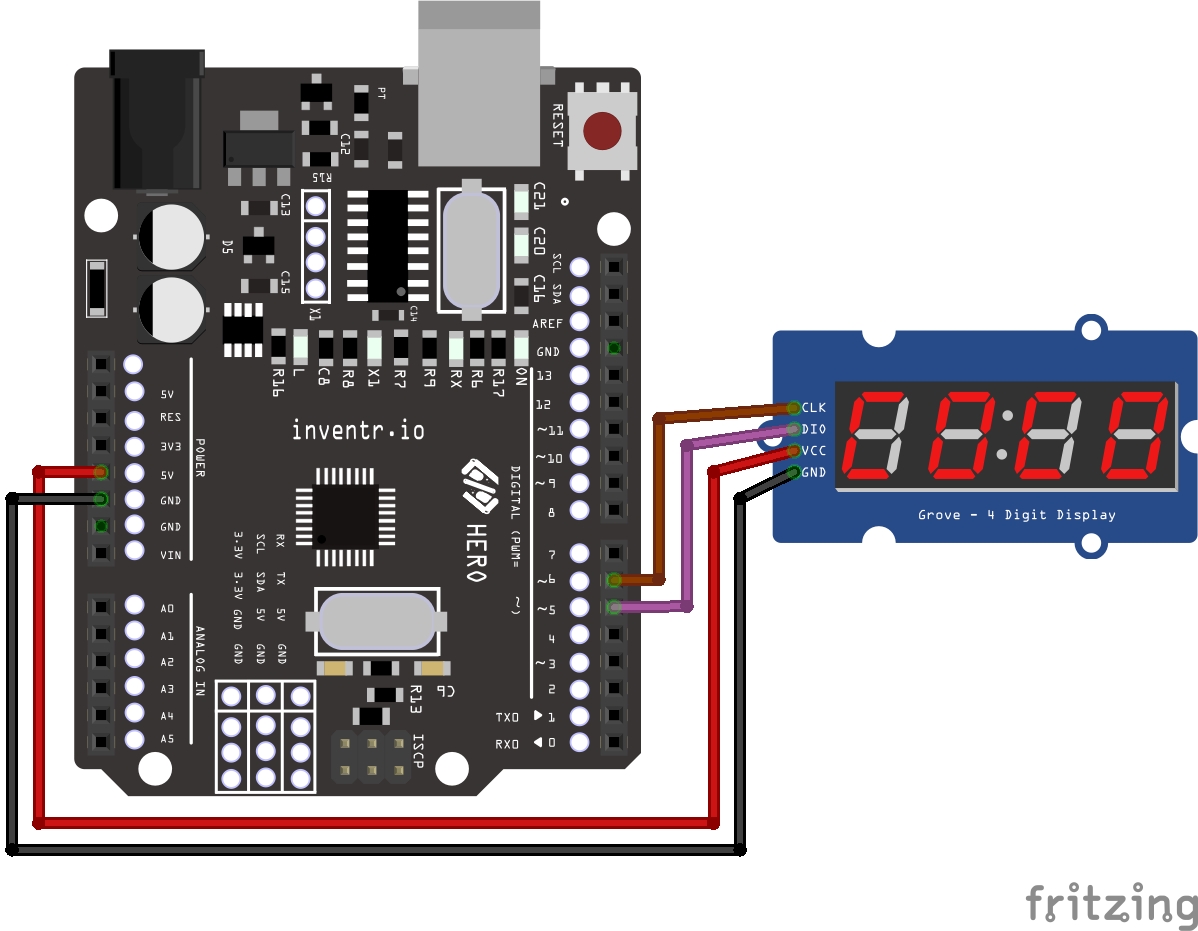 PT
RESET
C12
R15
C13
C21
D5
C20
C15
SCL
SDA
C16
X1
C14
AREF
GND
R16
L
C8
R8
X1
R7
R9
RX
R6
R17
ON
13
12
~11
~10
~9
8
5V
RES
3V3
5V
GND
GND
VIN
POWER
inventr.io
HERO
DIGITAL (PWM= ~)
7
~6
~5
4
~3
2
TX0 1
RX0 0
3.3V SCL RX
3.3V SDA TX
GND 5V 5V
GND GND GND
A0
A1
A2
A3
A4
A5
ANALOG IN
R13
C9
ISCP
CLK
DIO
VCC
GND
Grove - 4 Digit Display
fritzing